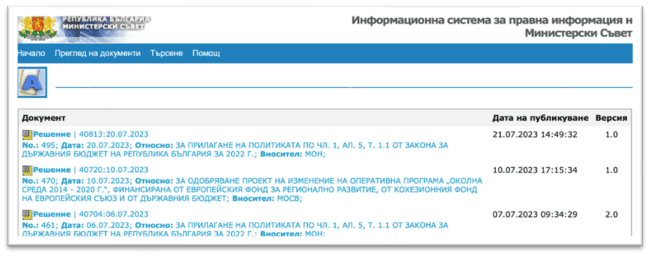 РЕПУБЛИКА БЪЛГАРИЯ
МИНИСТЕРСКИ СЪВЕТ
Информационна система за правна информация н
Министерски Съвет
Начало Преглед на документи Търсене Помощ
Документ Дата на публикуване Версия
Решение | 40813:20.07.2023 21.07.2023 14:49:32 1.0
No.: 495; Дата: 20.07.2023; Относно: ЗА ПРИЛАГАНЕ НА ПОЛИТИКАТА ПО ЧЛ. 1, АЛ. 5, Т. 1.1 ОТ ЗАКОНА ЗА
ДЪРЖАВНИЯ БЮДЖЕТ НА РЕПУБЛИКА БЪЛГАРИЯ ЗА 2022 Г.; Вносител: МОН;
Решение | 40720:10.07.2023 10.07.2023 17:15:34 1.0
No.: 470; Дата: 10.07.2023; Относно: ЗА ОДОБРЯВАНЕ ПРОЕКТ НА ИЗМЕНЕНИЕ НА ОПЕРАТИВНА ПРОГРАМА „ОКОЛНА
СРЕДА 2014 - 2020 Г.", ФИНАНСИРАНА ОТ ЕВРОПЕЙСКИЯ ФОНД ЗА РЕГИОНАЛНО РАЗВИТИЕ, ОТ КОХЕЗИОННИЯ ФОНД
НА ЕВРОПЕЙСКИЯ СЪЮЗ И ОТ ДЪРЖАВНИЯ БЮДЖЕТ; Вносител: МОСВ;
Решение | 40704:06.07.2023 07.07.2023 09:34:29 2.0
No.: 461; Дата: 06.07.2023; Относно: ЗА ПРИЛАГАНЕ НА ПОЛИТИКАТА ПО ЧЛ. 1, АЛ. 5, Т. 1.1 ОТ ЗАКОНА ЗА
ДЪРЖАВНИЯ БЮДЖЕТ НА РЕПУБЛИКА БЪЛГАРИЯ ЗА 2022 Г.; Вносител: МОН;